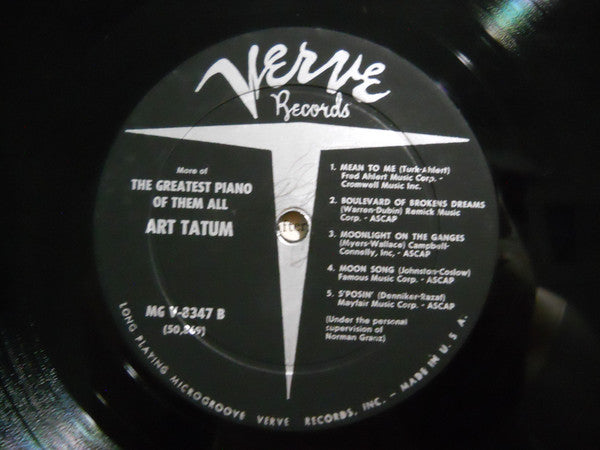 Verve
Records
More of
THE GREATEST PIANO
OF THEM ALL
ART TATUM
MG V-8347 B
(50,869)
1. MEAN TO ME (Turk-Ahlert)
Fred Ahlert Music Corp. -
Cromwell Music Inc.
2. BOULEVARD OF BROKENS DREAMS
(Warren-Dubin) Remick Music
Corp. - ASCAP
3. MOONLIGHT ON THE GANGES
(Myers-Wallace) Campbell-
Connelly, Inc, - ASCAP
4. MOON SONG (Johnston-Coslow)
Famous Music Corp. - ASCAP
5. S'POSIN' (Denniker-Razaf)
Mayfair Music Corp. - ASCAP
(Under the personal
supervision of
Norman Granz)
LONG PLAYING MICROGROOVE VERVE RECORDS, INC. - MADE IN U. S. A.